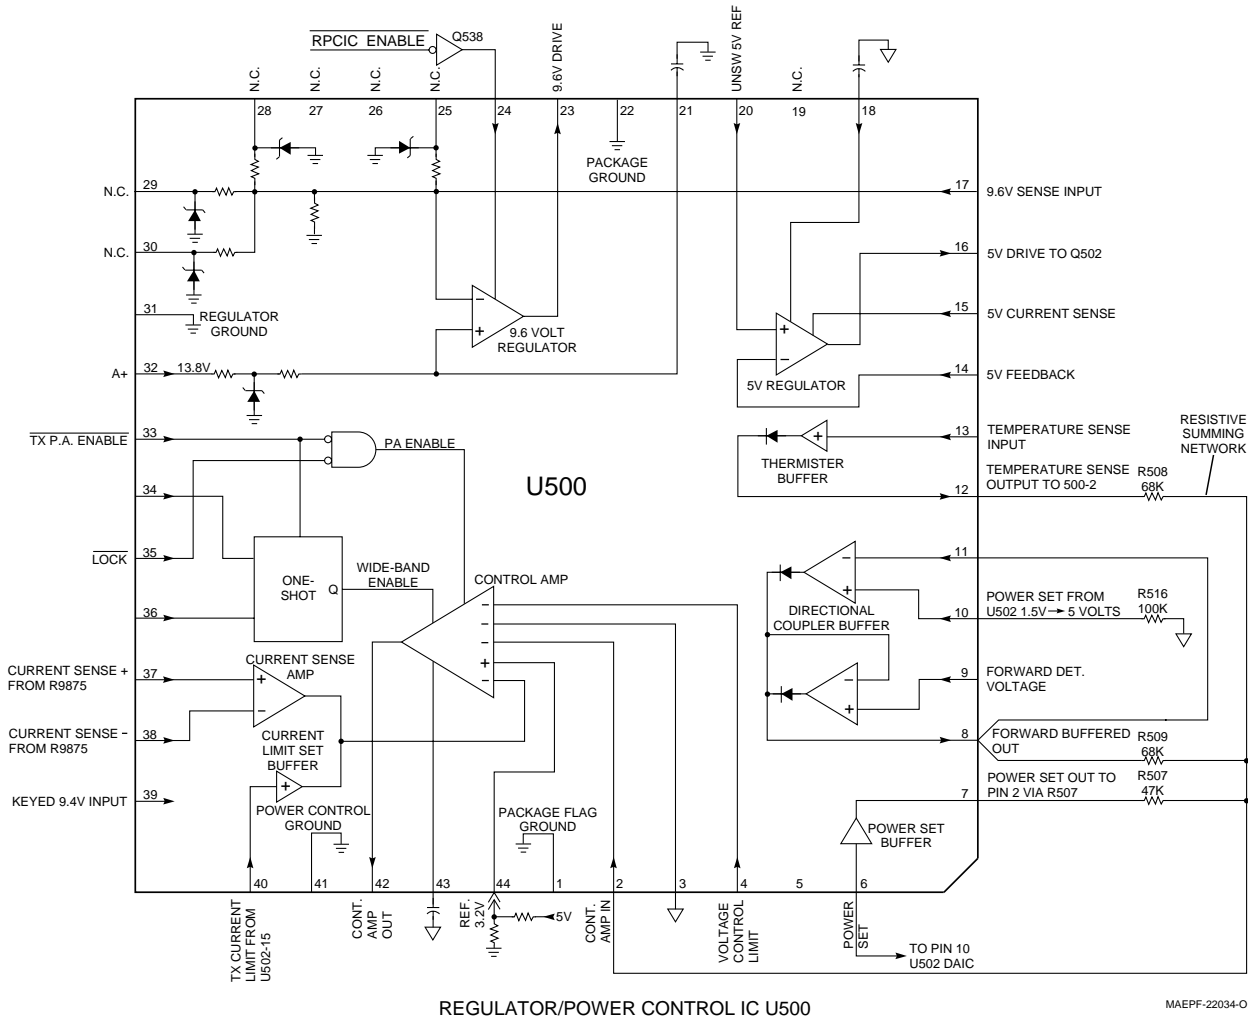 RPCIC ENABLE
Q538
N.C.
N.C.
N.C.
N.C.
9.6V DRIVE
UNSW 5V REF
N.C.
28
27
26
25
24
23
22
21
20
19
18
PACKAGE
GROUND
N.C.
29
17
9.6V SENSE INPUT
N.C.
30
16
5V DRIVE TO Q502
31
REGULATOR
GROUND
15
5V CURRENT SENSE
−
+
9.6 VOLT
REGULATOR
+
−
5V REGULATOR
A+
32
13.8V
14
5V FEEDBACK
TX P.A. ENABLE
33
PA ENABLE
+
THERMISTER
BUFFER
13
TEMPERATURE SENSE
INPUT
RESISTIVE
SUMMING
NETWORK
34
U500
12
TEMPERATURE SENSE
OUTPUT TO 500-2
R508
68K
LOCK
35
ONE-
SHOT
Q
WIDE-BAND
ENABLE
CONTROL AMP
−
−
−
+
−
−
+
DIRECTIONAL
COUPLER BUFFER
11
10
POWER SET FROM
U502 1.5V → 5 VOLTS
R516
100K
36
CURRENT SENSE +
FROM R9875
37
CURRENT SENSE
AMP
+
−
−
+
9
FORWARD DET.
VOLTAGE
CURRENT SENSE −
FROM R9875
38
CURRENT
LIMIT SET
BUFFER
+
8
FORWARD BUFFERED
OUT
R509
68K
KEYED 9.4V INPUT
39
POWER CONTROL
GROUND
PACKAGE FLAG
GROUND
7
POWER SET OUT TO
PIN 2 VIA R507
R507
47K
POWER SET
BUFFER
40
41
42
43
44
1
2
3
4
5
6
TX CURRENT
LIMIT FROM
U502-15
CONT.
AMP
OUT
REF.
3.2V
5V
CONT.
AMP IN
VOLTAGE
CONTROL
LIMIT
POWER
SET
TO PIN 10
U502 DAIC
REGULATOR/POWER CONTROL IC U500
MAEPF-22034-O